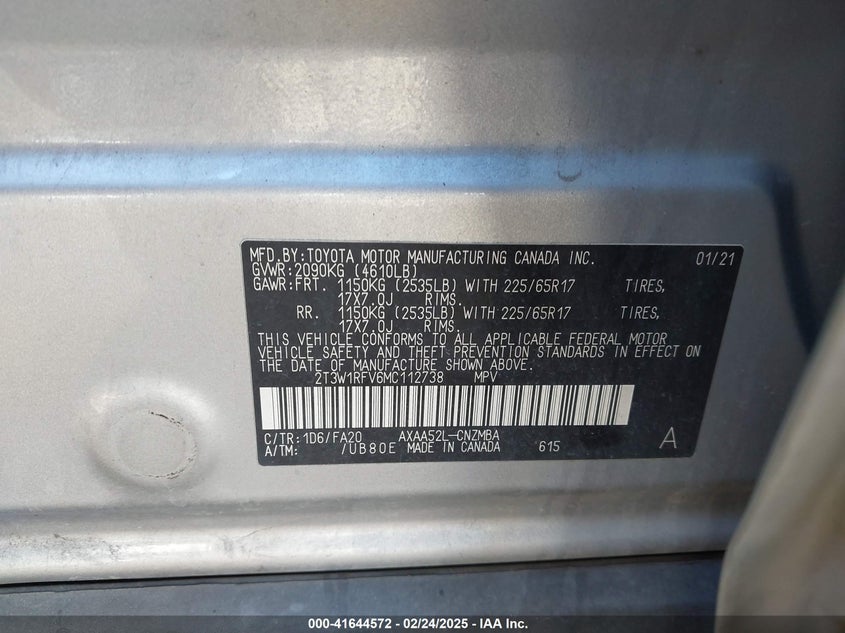 MFD.BY:TOYOTA MOTOR MANUFACTURING CANADA INC. 01/21
GVWR:2090KG (4610LB)
GAWR:FRT. 1150KG (2535LB) WITH 225/65R17 TIRES,
17X7.0J RIMS.
RR. 1150KG (2535LB) WITH 225/65R17 TIRES,
17X7.0J RIMS.
THIS VEHICLE CONFORMS TO ALL APPLICABLE FEDERAL MOTOR
VEHICLE SAFETY AND THEFT PREVENTION STANDARDS IN EFFECT ON
THE DATE OF MANUFACTURE SHOWN ABOVE.
2T3W1RFV6MC112738 MPV
C/TR:1D6/FA20 AXAA52L-CNZMBA
A/TM: /UB80E MADE IN CANADA 615 A
000-41644572 - 02/24/2025 - IAA Inc.